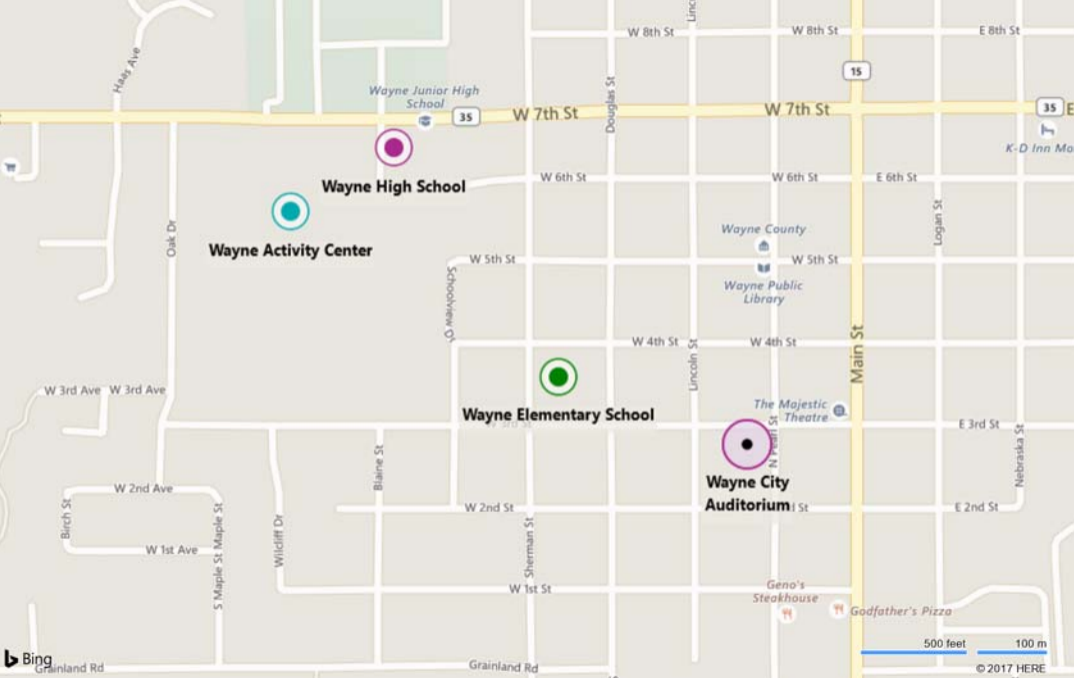 Linc
W 8th St
W 8th St
E 8th St
Haas Ave
15
Wayne Junior High
School
35
W 7th St
Douglas St
W 7th St
35
E
K-D Inn Mo
Wayne High School
W 6th St
W 6th St
E 6th St
Wayne Activity Center
Oak Dr
Logan St
Wayne County
W 5th St
W 5th St
Wayne Public
Library
Schoolview D
W 4th St
W 4th St
Main St
Lincoln St
W 3rd Ave
W 3rd Ave
Wayne Elementary School
W 3rd St
The Majestic
Theatre
N Pearl St
E 3rd St
Nebraska St
Blaine St
Wayne City
Auditorium
St
W 2nd Ave
Birch St
S Maple St
Maple St
W 2nd St
E 2nd St
Wilcliff Dr
Sherman St
W 1st Ave
W 1st St
Geno's
Steakhouse
Godfather's Pizza
500 feet
100 m
Bing
Grainland Rd
Grainland Rd
© 2017 HERE